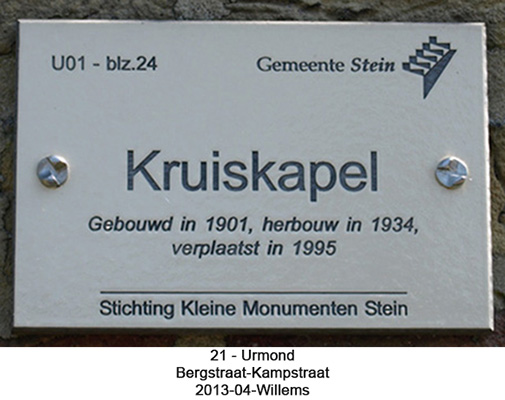 U01 - blz.24
Gemeente Stein
Kruiskapel
Gebouwd in 1901, herbouw in 1934,
verplaatst in 1995
Stichting Kleine Monumenten Stein
21 - Urmond
Bergstraat-Kampstraat
2013-04-Willems